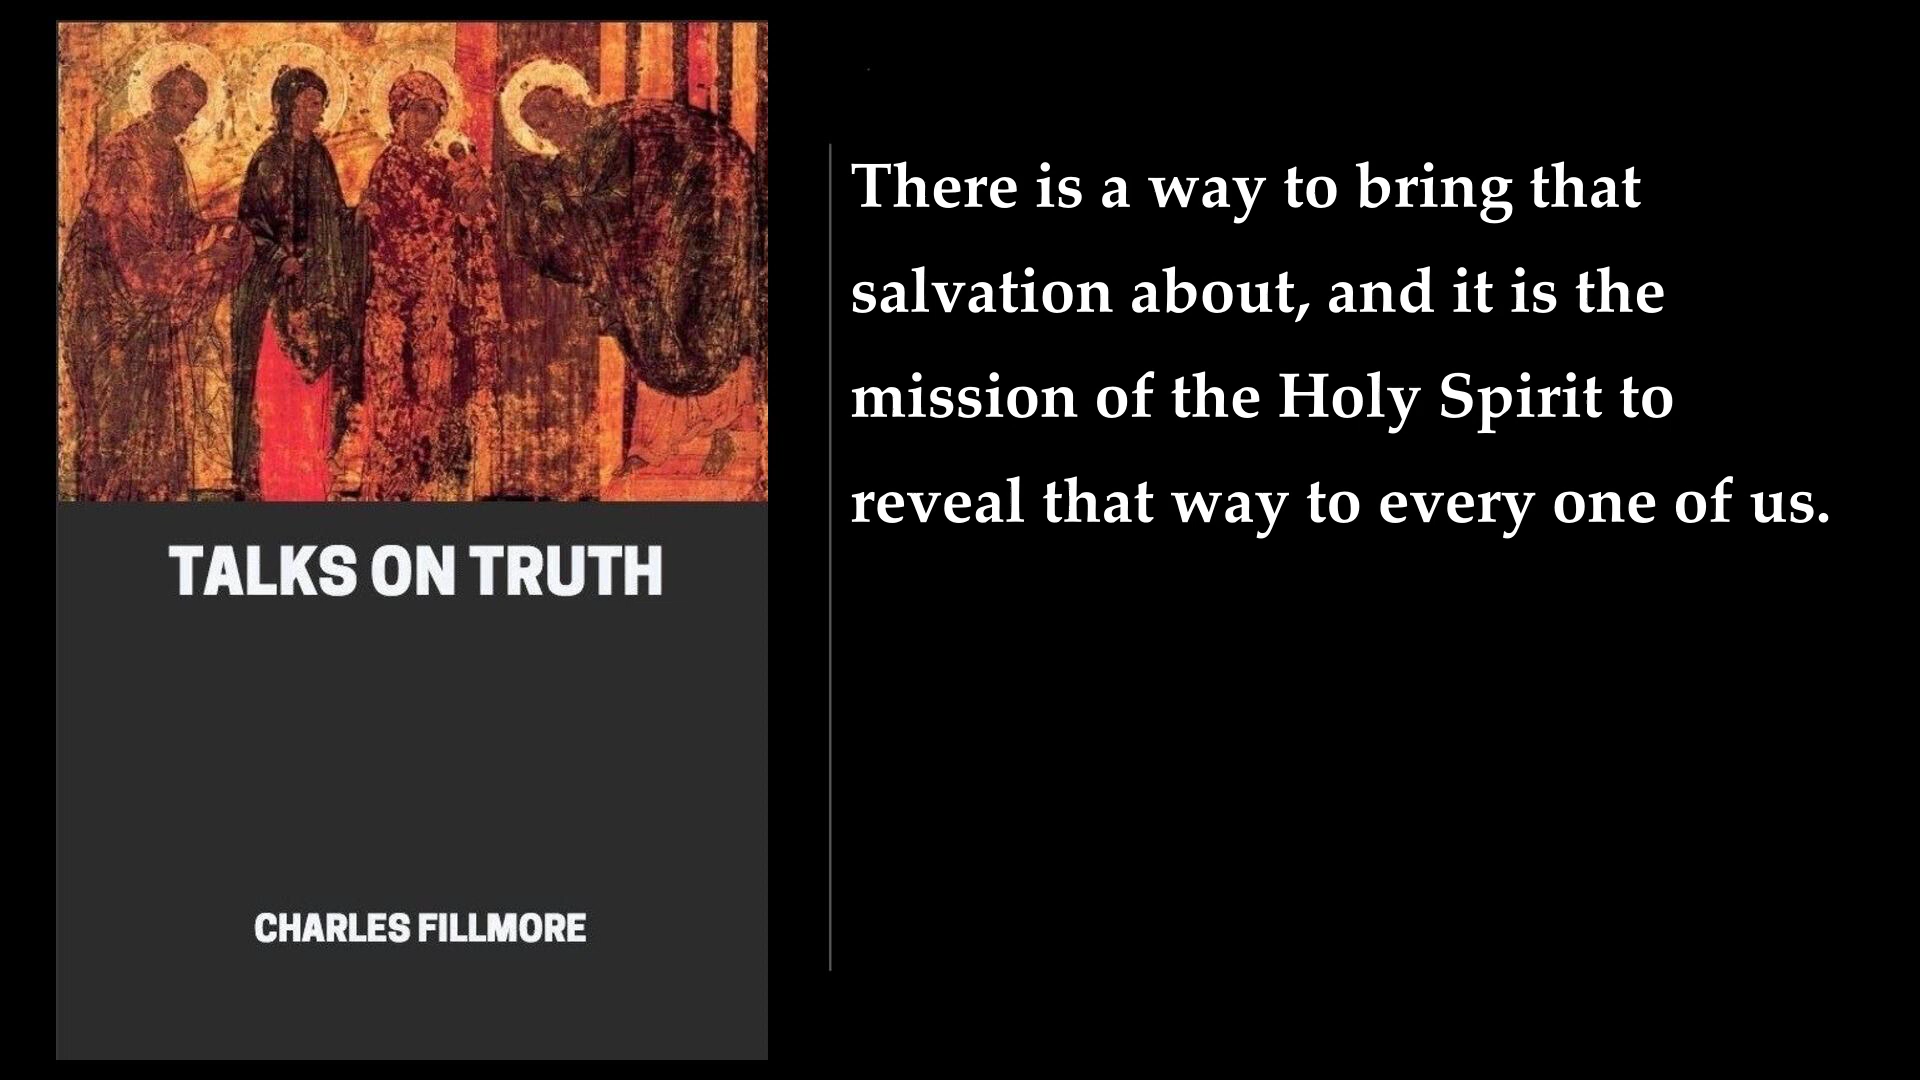 TALKS ON TRUTH
CHARLES FILLMORE
There is a way to bring that
salvation about, and it is the
mission of the Holy Spirit to
reveal that way to every one of us.